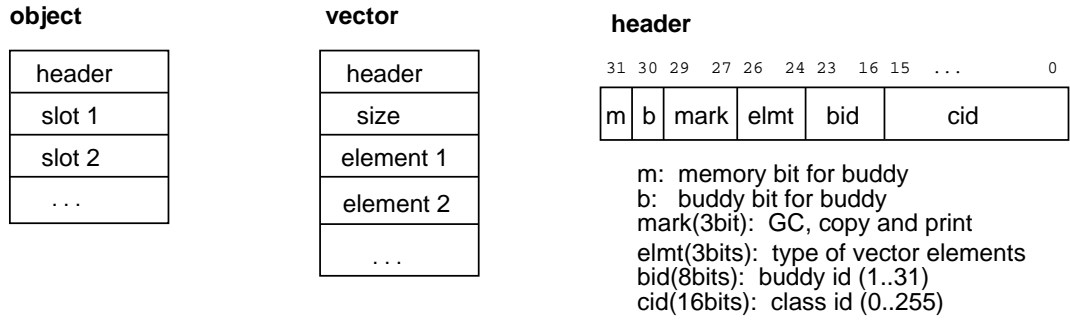 object
header
slot 1
slot 2
. . .
vector
header
size
element 1
element 2
. . .
header
31 30 29 27 26 24 23 16 15 ... 0
m b mark elmt bid cid
m: memory bit for buddy
b: buddy bit for buddy
mark(3bit): GC, copy and print
elmt(3bits): type of vector elements
bid(8bits): buddy id (1..31)
cid(16bits): class id (0..255)